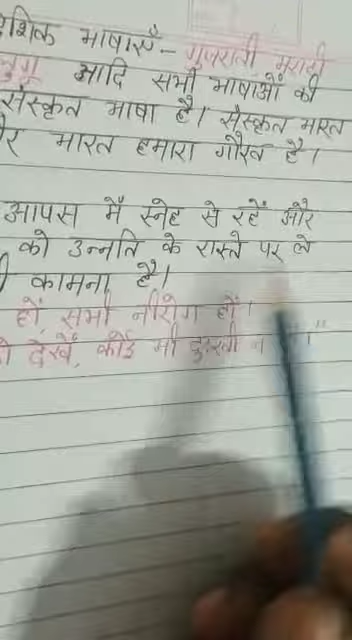 भाषाएँ- गुजराती मराठी
आदि सभी भाषाओं की
संस्कृत भाषा है। संस्कृत भारत
भारत हमारा गौरव है।
आपस में स्नेह से रहें और
को उन्नति के रास्ते पर ले
कामना है।
हों, सभी नीरोग हों।
देखें, कोई भी दुःखी न